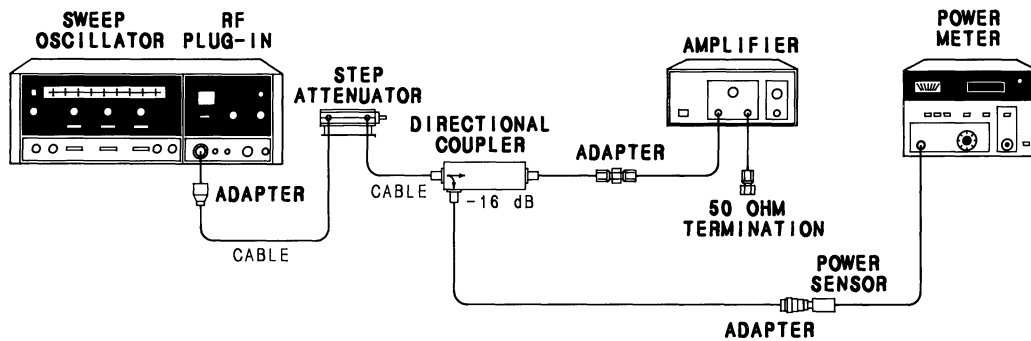 SWEEP
OSCILLATOR
RF
PLUG-IN
STEP
ATTENUATOR
DIRECTIONAL
COUPLER
AMPLIFIER
POWER
METER
ADAPTER
CABLE
CABLE
-16 dB
ADAPTER
50 OHM
TERMINATION
POWER
SENSOR
ADAPTER